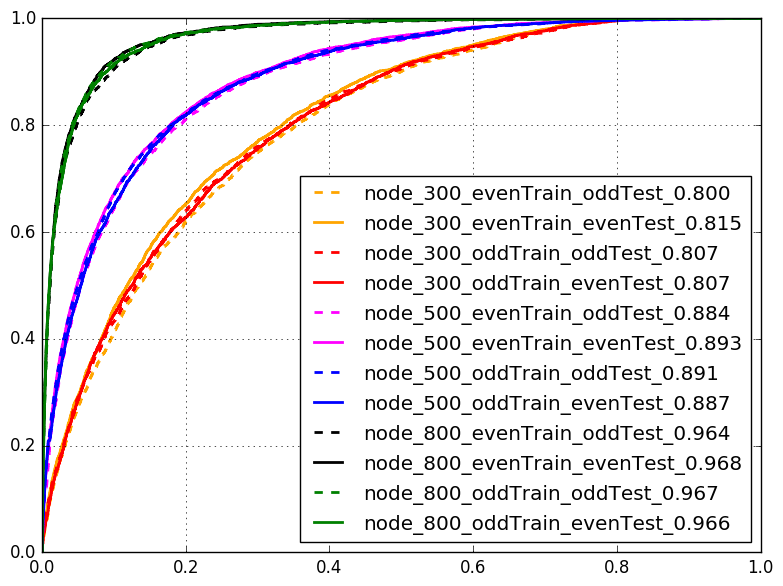 1.0
0.8
0.6
0.4
0.2
0.0
node_300_evenTrain_oddTest_0.800
node_300_evenTrain_evenTest_0.815
node_300_oddTrain_oddTest_0.807
node_300_oddTrain_evenTest_0.807
node_500_evenTrain_oddTest_0.884
node_500_evenTrain_evenTest_0.893
node_500_oddTrain_oddTest_0.891
node_500_oddTrain_evenTest_0.887
node_800_evenTrain_oddTest_0.964
node_800_evenTrain_evenTest_0.968
node_800_oddTrain_oddTest_0.967
node_800_oddTrain_evenTest_0.966
0.0 0.2 0.4 0.6 0.8 1.0